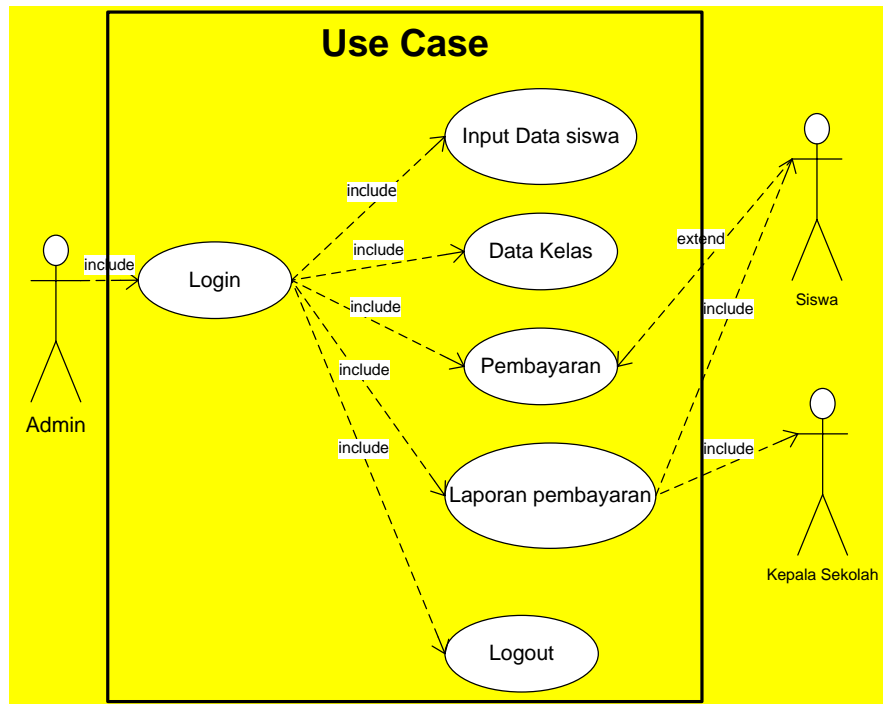 Use Case
Input Data siswa
include
include
Login
include
Data Kelas
extend
Siswa
include
include
Pembayaran
include
Admin
Laporan pembayaran
include
include
Kepala Sekolah
Logout